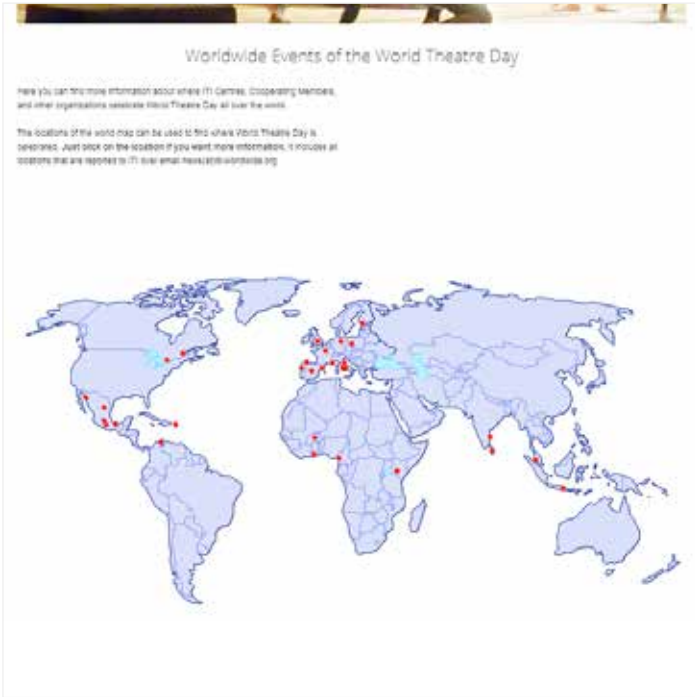 Worldwide Events of the World Theatre Day
Here you can find more information about where ITI Centres, Cooperating Members,
and other organizations celebrate World Theatre Day all over the world.
The locations of the world map can be used to find where World Theatre Day is
celebrated. Just click on the location if you want more information. It includes all
locations that are reported to ITI over email